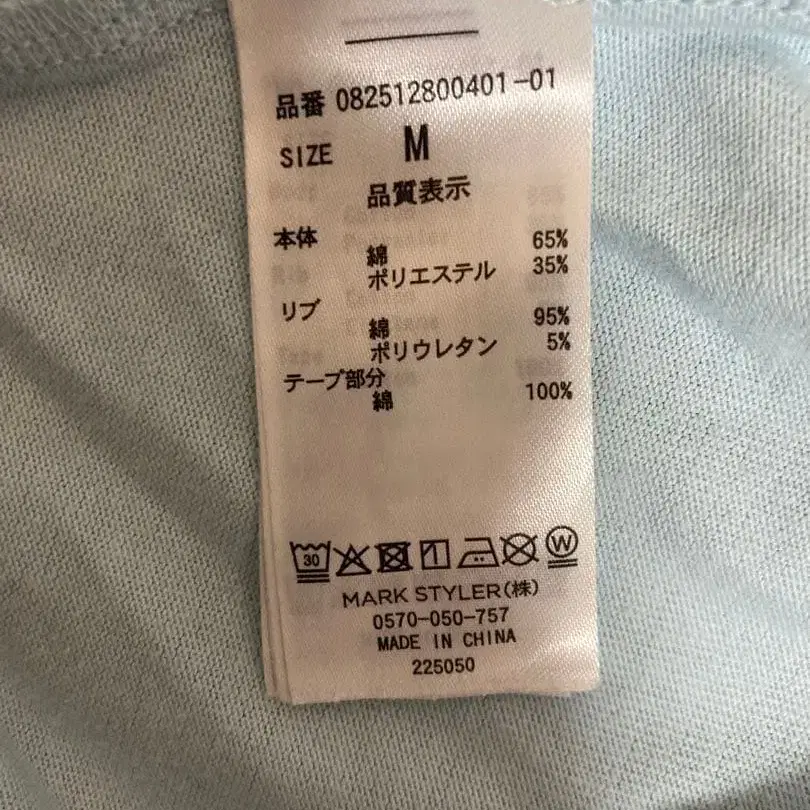 品番 082512800401-01
SIZE M
品質表示
本体
綿 65%
ポリエステル 35%
リブ
綿 95%
ポリウレタン 5%
テープ部分
綿 100%
30 W
MARK STYLER(株)
0570-050-757
MADE IN CHINA
225050